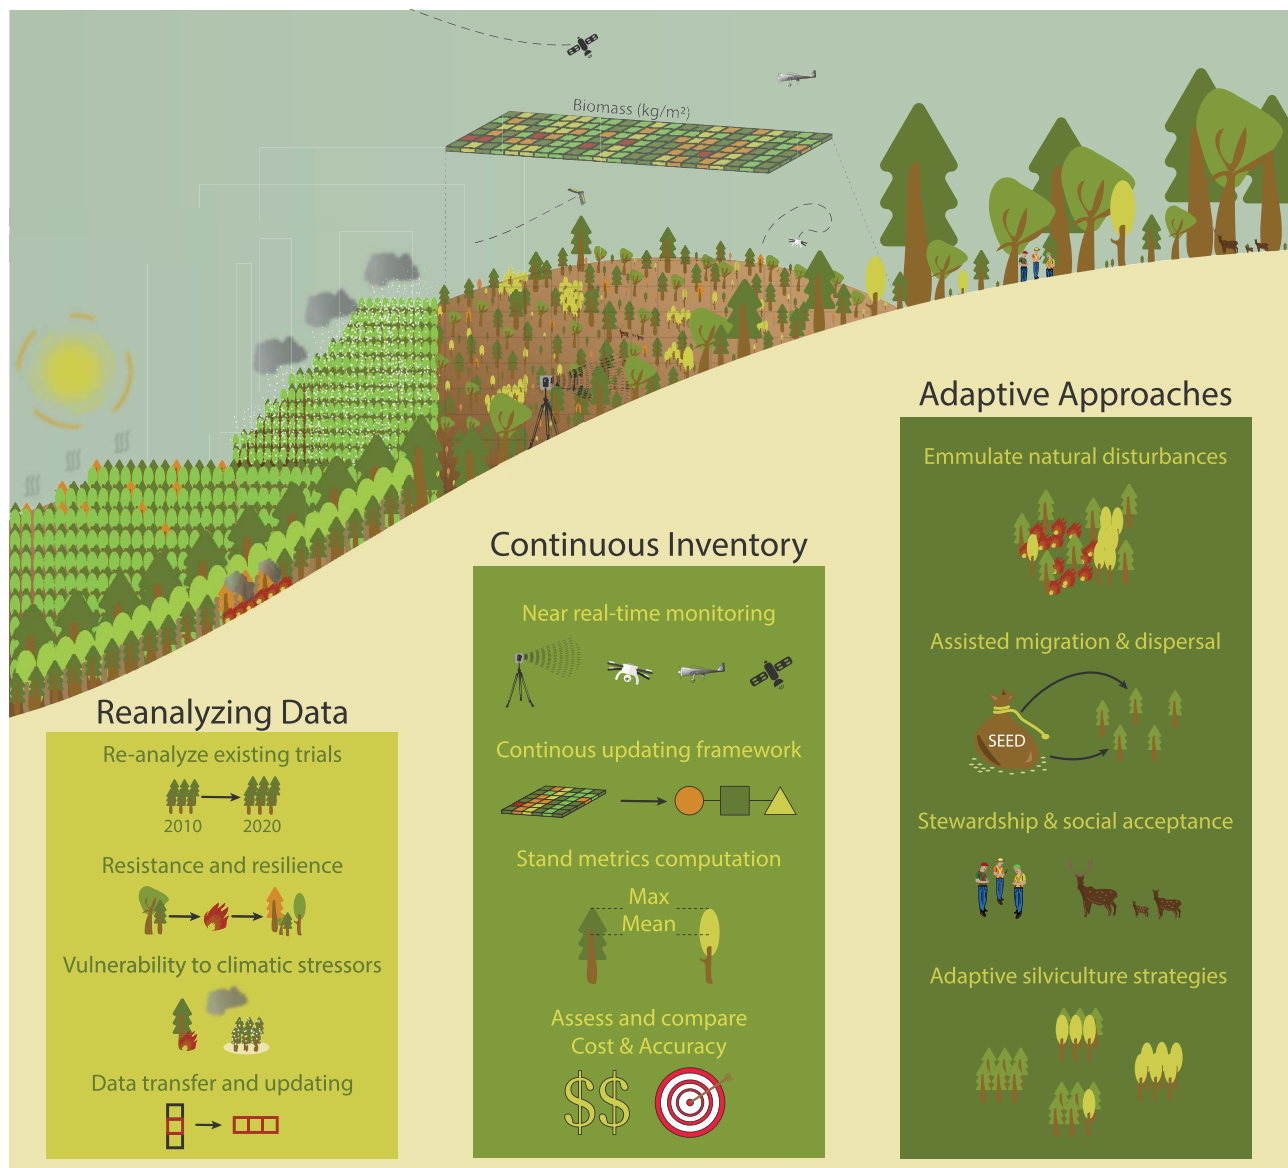 Biomass (kg/m²)
Reanalyzing Data
Re-analyze existing trials
2010
2020
Resistance and resilience
Vulnerability to climatic stressors
Data transfer and updating
Continuous Inventory
Near real-time monitoring
Continous updating framework
Stand metrics computation
Max
Mean
Assess and compare
Cost & Accuracy
$$
Adaptive Approaches
Emmulate natural disturbances
Assisted migration & dispersal
SEED
Stewardship & social acceptance
Adaptive silviculture strategies